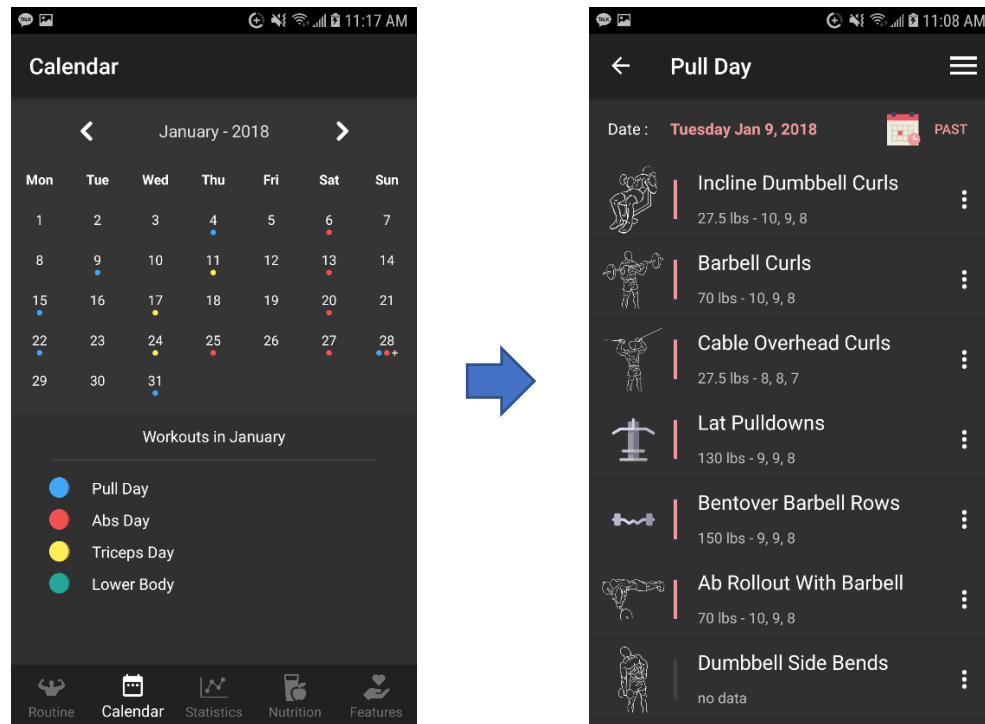 TALK 11:17 AM
Calendar
January - 2018
Mon Tue Wed Thu Fri Sat Sun
1 2 3 4 5 6 7
8 9 10 11 12 13 14
15 16 17 18 19 20 21
22 23 24 25 26 27 28
+
29 30 31
Workouts in January
Pull Day
Abs Day
Triceps Day
Lower Body
Routine Calendar Statistics Nutrition Features
TALK 11:08 AM
Pull Day
Date : Tuesday Jan 9, 2018 PAST
Incline Dumbbell Curls
27.5 lbs - 10, 9, 8
Barbell Curls
70 lbs - 10, 9, 8
Cable Overhead Curls
27.5 lbs - 8, 8, 7
Lat Pulldowns
130 lbs - 9, 9, 8
Bentover Barbell Rows
150 lbs - 9, 9, 8
Ab Rollout With Barbell
70 lbs - 10, 9, 8
Dumbbell Side Bends
no data